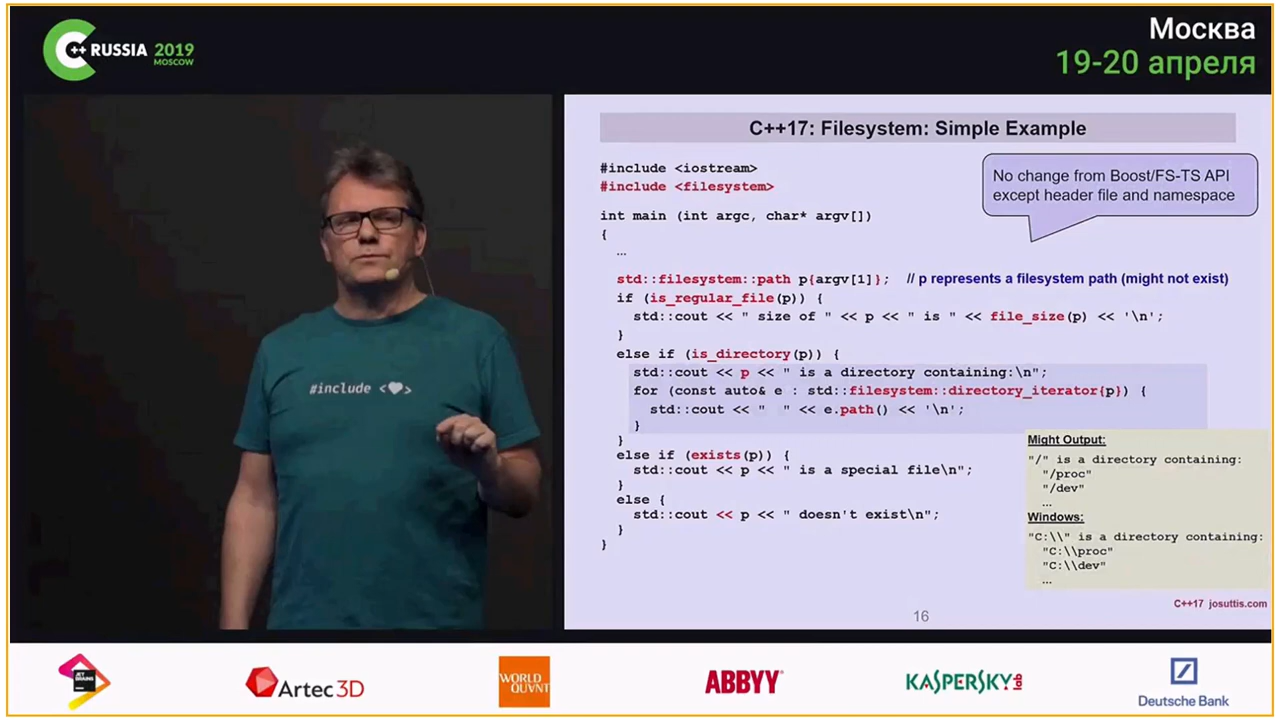 C++ RUSSIA 2019
MOSCOW
Москва
19-20 апреля
#include <♥>
C++17: Filesystem: Simple Example
#include <iostream>
#include <filesystem>
No change from Boost/FS-TS API
except header file and namespace
int main (int argc, char* argv[])
{
…
std::filesystem::path p{argv[1]}; // p represents a filesystem path (might not exist)
if (is_regular_file(p)) {
std::cout << " size of " << p << " is " << file_size(p) << '\n';
}
else if (is_directory(p)) {
std::cout << p << " is a directory containing:\n";
for (const auto& e : std::filesystem::directory_iterator{p}) {
std::cout << "  " << e.path() << '\n';
}
}
else if (exists(p)) {
std::cout << p << " is a special file\n";
}
else {
std::cout << p << " doesn't exist\n";
}
}
Might Output:
"/" is a directory containing:
"/proc"
"/dev"
…
Windows:
"C:\\" is a directory containing:
"C:\\proc"
"C:\\dev"
…
C++17 josuttis.com
16
JET
BRAINS
Artec3D
WORLD
QUVNT
ABBYY
KASPERSKY lab
Deutsche Bank